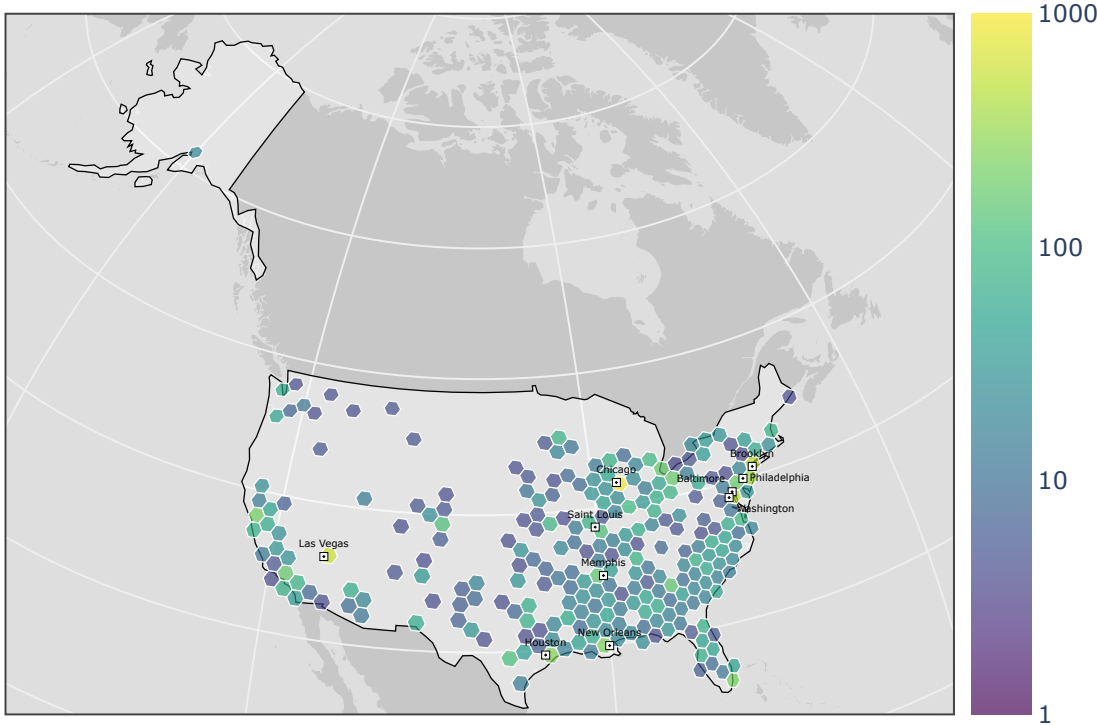 1000
100
10
1
Brooklyn
Chicago
Baltimore
Philadelphia
Washington
Saint Louis
Las Vegas
Memphis
New Orleans
Houston